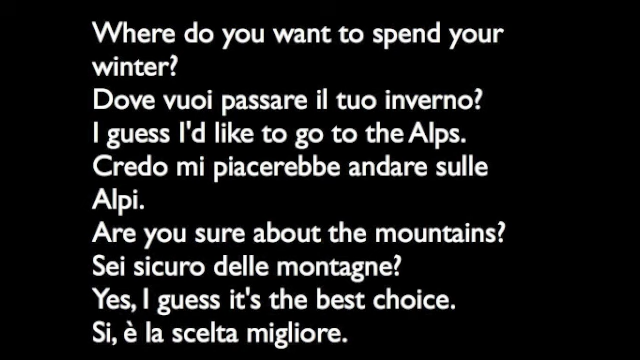 Where do you want to spend your
winter?
Dove vuoi passare il tuo inverno?
I guess I'd like to go to the Alps.
Credo mi piacerebbe andare sulle
Alpi.
Are you sure about the mountains?
Sei sicuro delle montagne?
Yes, I guess it's the best choice.
Si, è la scelta migliore.